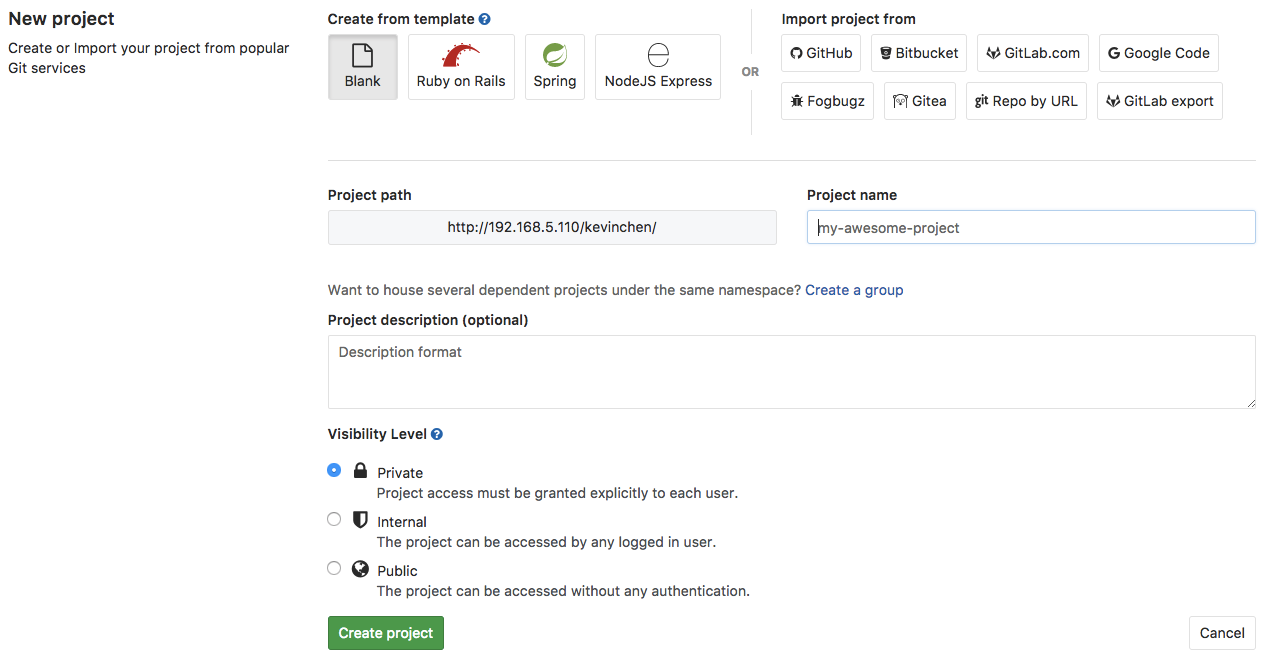 New project
Create or Import your project from popular
Git services
Create from template ?
Blank
Ruby on Rails
Spring
NodeJS Express
OR
Import project from
GitHub
Bitbucket
GitLab.com
G Google Code
Fogbugz
Gitea
git Repo by URL
GitLab export
Project path
http://192.168.5.110/kevinchen/
Project name
my-awesome-project
Want to house several dependent projects under the same namespace? Create a group
Project description (optional)
Description format
Visibility Level ?
Private
Project access must be granted explicitly to each user.
Internal
The project can be accessed by any logged in user.
Public
The project can be accessed without any authentication.
Create project
Cancel